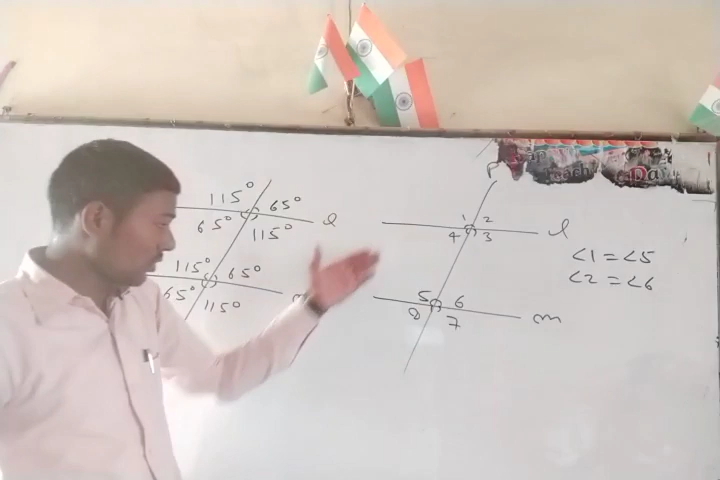 115° 65° l
65° 115°
115° 65°
65° 115° m
P
1 2
4 3 l
5 6
8 7 m
∠1 = ∠5
∠2 = ∠6